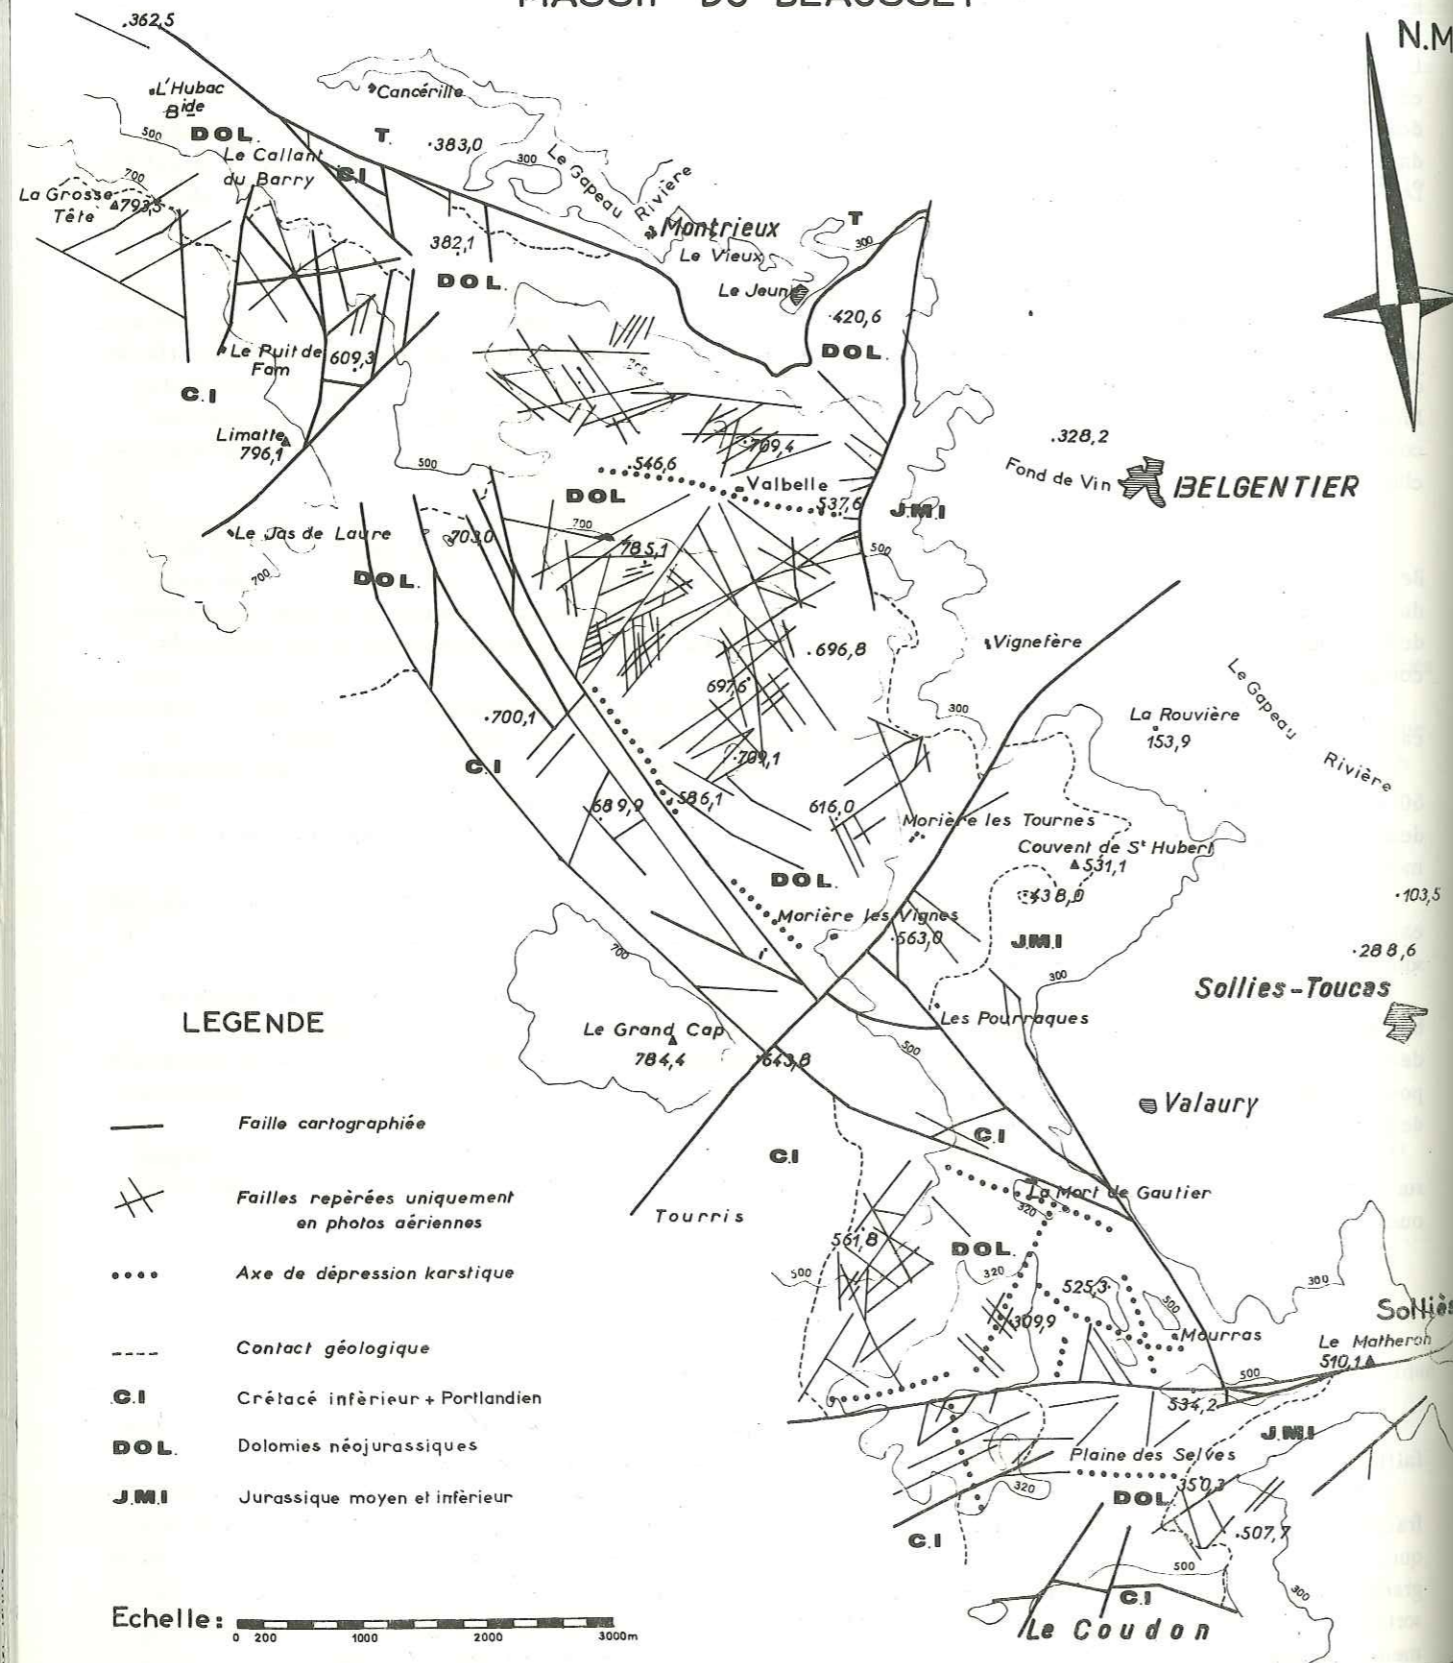 MASSIF DU BEAUSSET
.362,5
N.M
L'Hubac
Bide
Cancérille
500
DOL.
T.
.383,0
Le Callant
du Barry
C.I
300
Le Gapeau
Rivière
700
La Grosse
Tête
793,5
Montrieux
Le Vieux
T
300
382,1
DOL.
Le Jeune
.420,6
DOL.
Le Puit de
Fam
609,3
C.I
Limatte
796,1
.328,2
709,4
500
.546,6
Valbelle
Fond de Vin
BELGENTIER
DOL
537,6
J.M.I
Le Jas de Laure
703,0
700
785,1
500
700
DOL.
.696,8
Vignefère
697,6
Le Gapeau
Rivière
.700,1
300
La Rouvière
153,9
C.I
.709,1
689,9
586,1
616,0
Morière les Tournes
Couvent de St Hubert
531,1
DOL.
438,0
.103,5
Morière les Vignes
.563,0
J.M.I
.288,6
700
300
Sollies-Toucas
LEGENDE
Les Pourraques
Le Grand Cap
784,4
.643,8
500
Valaury
Faille cartographiée
C.I
C.I
Failles repèrées uniquement
en photos aériennes
La Mort de Gautier
320
Tourris
561,8
DOL.
Axe de dépression karstique
500
320
525,3
500
300
Solliès
.309,9
Mourras
Le Matheron
510,1
Contact géologique
500
C.I
Crétacé infèrieur + Portlandien
534,2
J.M.I
DOL.
Dolomies néojurassiques
Plaine des Selves
350,3
320
DOL
J.M.I
Jurassique moyen et infèrieur
.507,7
C.I
500
300
C.I
Echelle:
Le Coudon
0 200 1000 2000 3000m